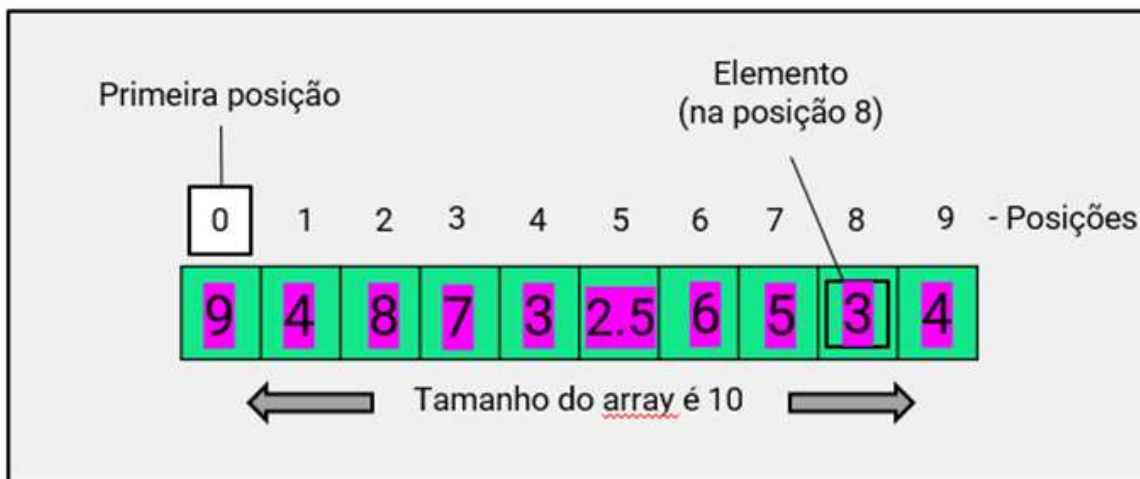 Primeira posição
Elemento
(na posição 8)
0 1 2 3 4 5 6 7 8 9 - Posições
9 4 8 7 3 2.5 6 5 3 4
Tamanho do array é 10